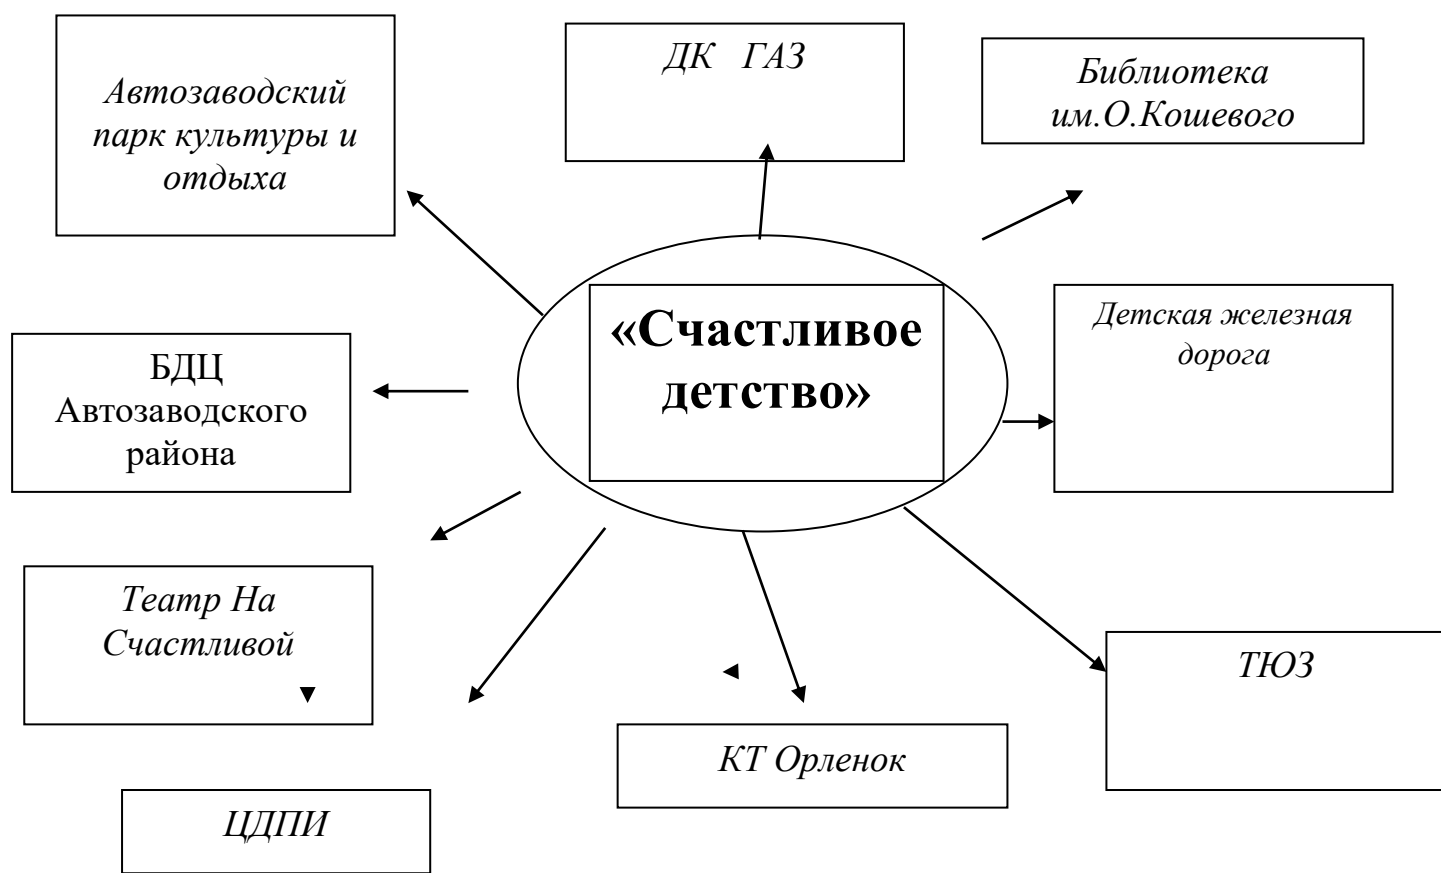 Автозаводский
парк культуры и
отдыха
ДК ГАЗ
Библиотека
им.О.Кошевого
«Счастливое
детство»
Детская железная
дорога
БДЦ
Автозаводского
района
Театр На
Счастливой
ТЮЗ
КТ Орленок
ЦДПИ